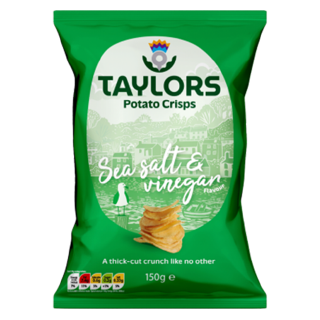 TAYLORS
Potato Crisps
Sea salt &
vinegar
Flavour
A thick-cut crunch like no other
150g e